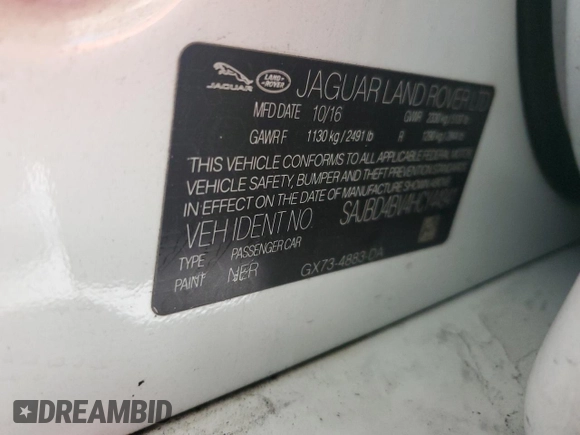 JAGUAR
LAND ROVER
JAGUAR LAND ROVER LTD
MFD DATE 10/16 GVWR
GAWR F 1130 kg / 2491 lb R
THIS VEHICLE CONFORMS TO ALL APPLICABLE FEDERAL MOTOR
VEHICLE SAFETY, BUMPER AND THEFT PREVENTION STANDARDS
IN EFFECT ON THE DATE OF MANUFACTURE SHOWN ABOVE
VEH IDENT NO
TYPE PASSENGER CAR
PAINT NER GX73-4883-DA
DREAMBID